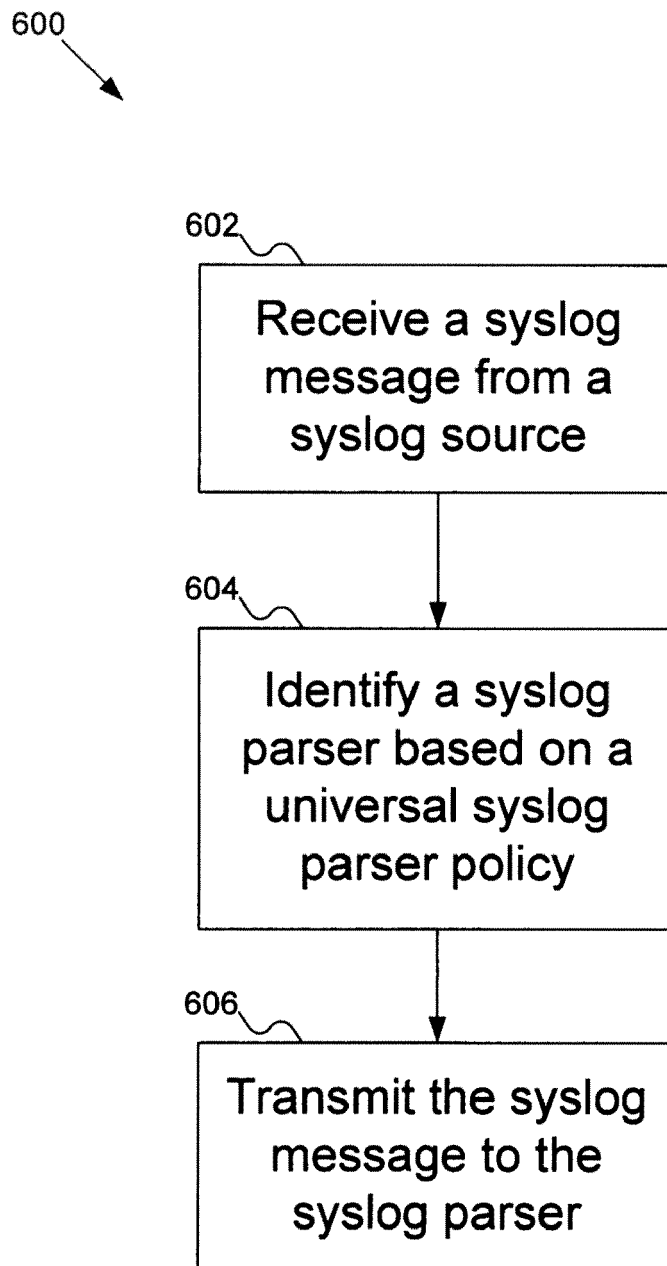 600
602
Receive a syslog
message from a
syslog source
604
Identify a syslog
parser based on a
universal syslog
parser policy
606
Transmit the syslog
message to the
syslog parser